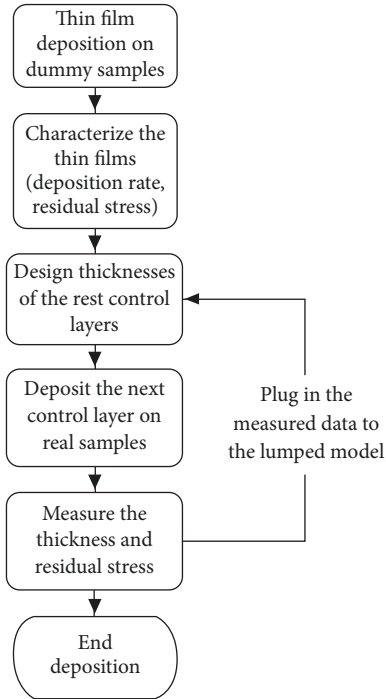 Thin film
deposition on
dummy samples
Characterize the
thin films
(deposition rate,
residual stress)
Design thicknesses
of the rest control
layers
Deposit the next
control layer on
real samples
Plug in the
measured data to
the lumped model
Measure the
thickness and
residual stress
End
deposition